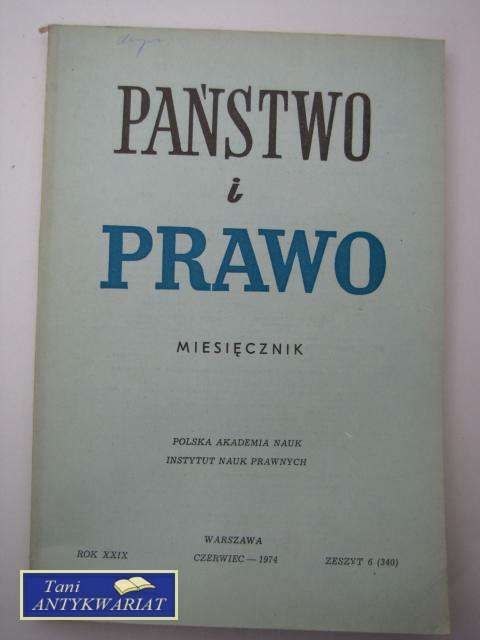 PAŃSTWO
i
PRAWO
MIESIĘCZNIK
POLSKA AKADEMIA NAUK
INSTYTUT NAUK PRAWNYCH
WARSZAWA
ROK XXIX CZERWIEC — 1974 ZESZYT 6 (340)
Tani
ANTYKWARIAT